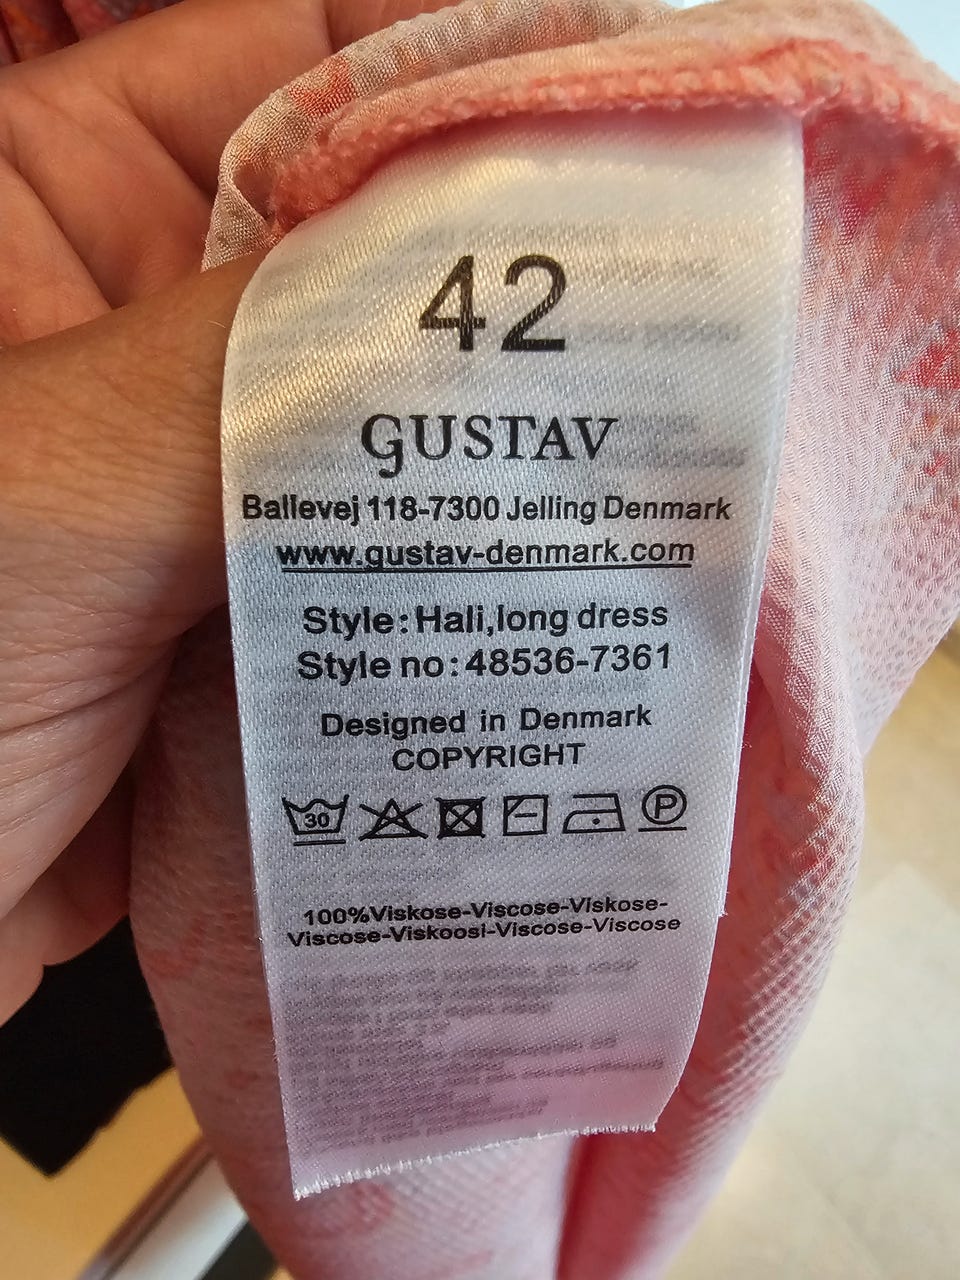 42
GUSTAV
Ballevej 118-7300 Jelling Denmark
www.gustav-denmark.com
Style: Hali,long dress
Style no: 48536-7361
Designed in Denmark
COPYRIGHT
30
P
100%Viskose-Viscose-Viskose-
Viscose-Viskoosi-Viscose-Viscose